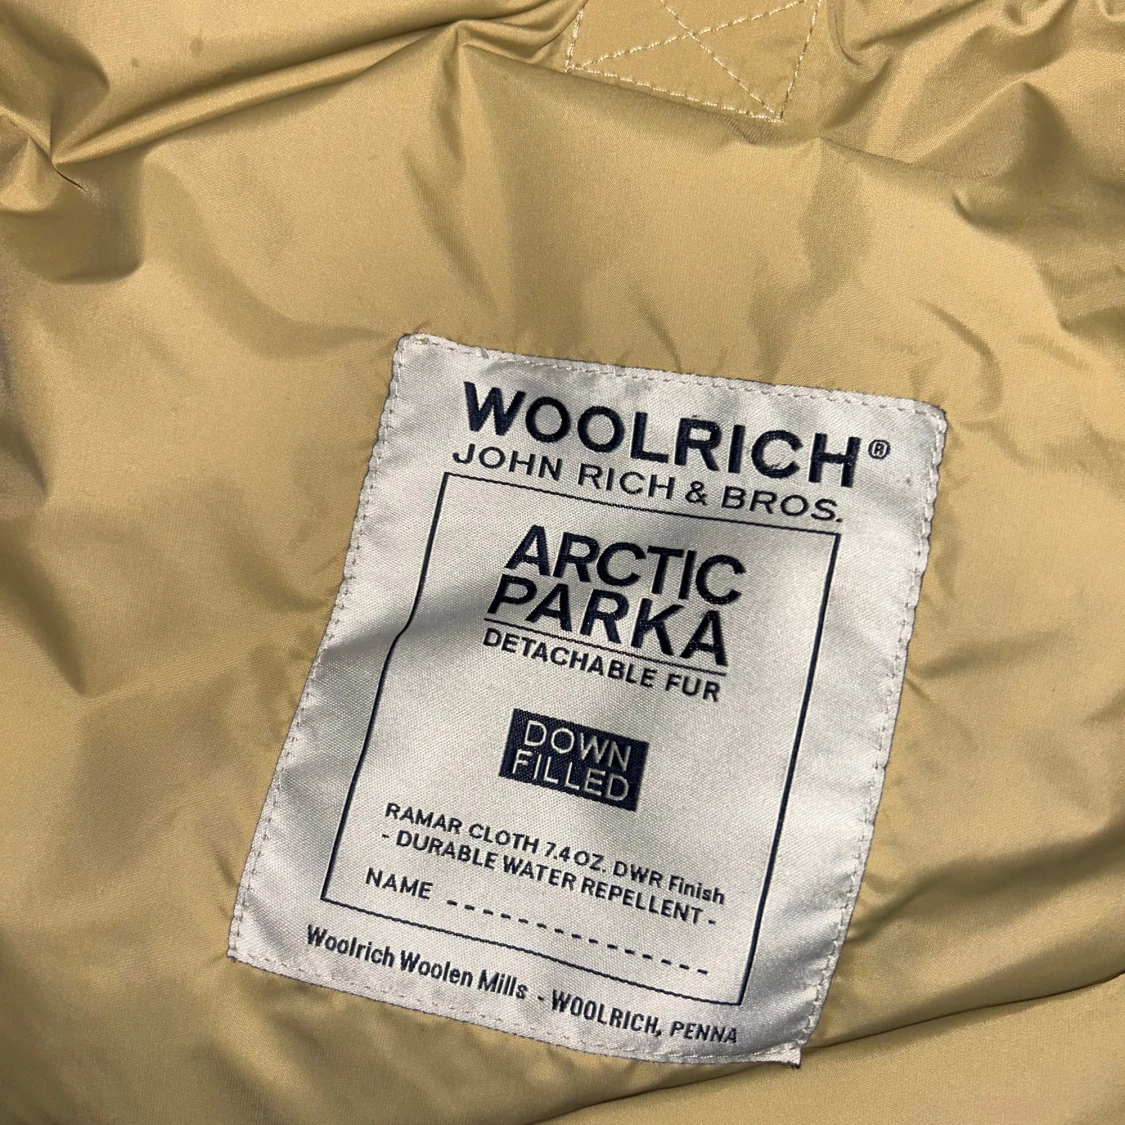 WOOLRICH®
JOHN RICH & BROS.
ARCTIC
PARKA
DETACHABLE FUR
DOWN
FILLED
RAMAR CLOTH 7.4 OZ. DWR Finish
- DURABLE WATER REPELLENT -
NAME ------------
Woolrich Woolen Mills - WOOLRICH, PENNA